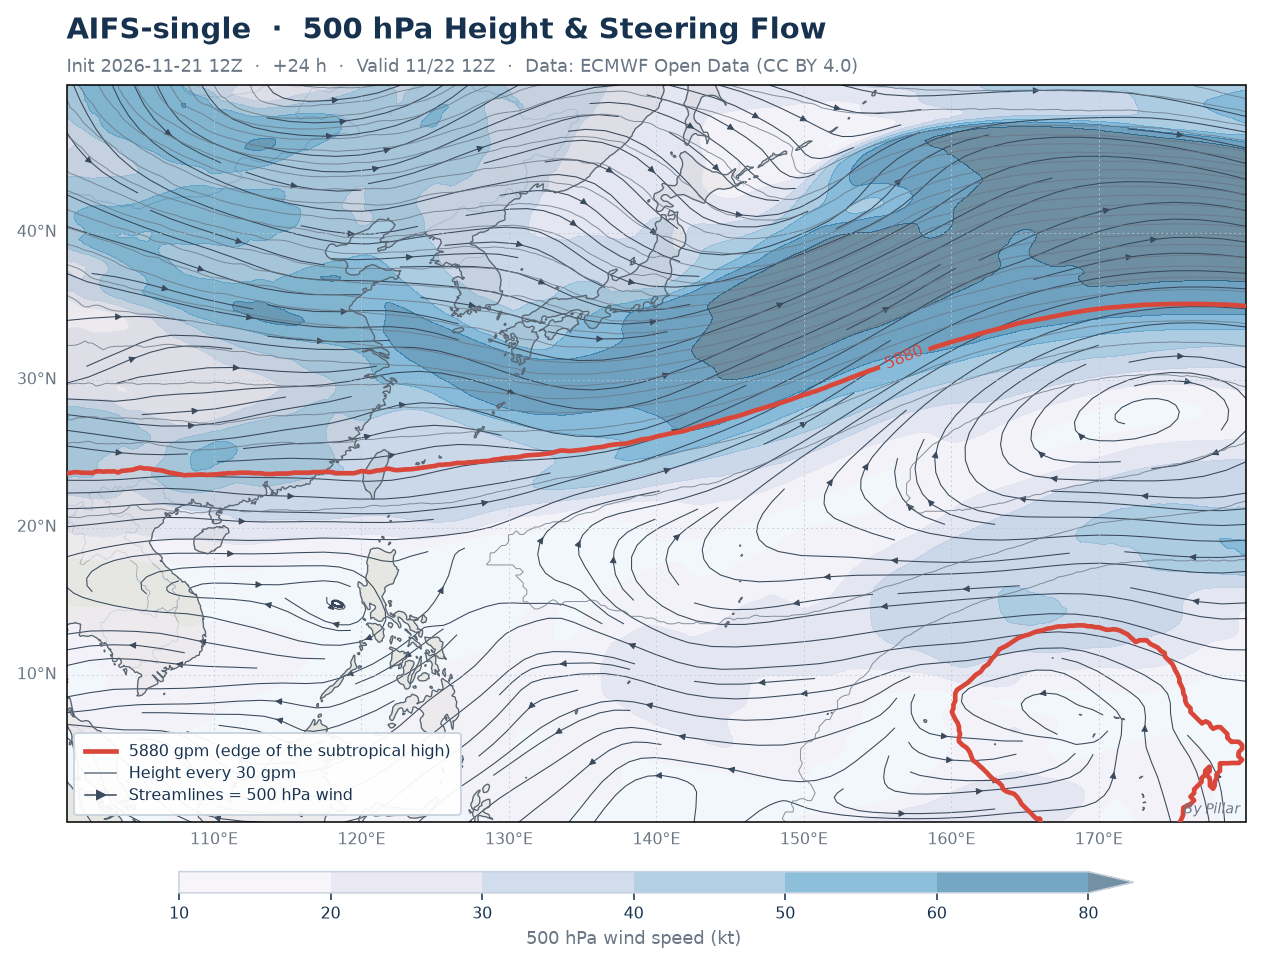 AIFS-single · 500 hPa Height & Steering Flow
Init 2026-11-21 12Z · +24 h · Valid 11/22 12Z · Data: ECMWF Open Data (CC BY 4.0)
40°N
30°N
20°N
10°N
5880
5880 gpm (edge of the subtropical high)
Height every 30 gpm
Streamlines = 500 hPa wind
By Pillar
110°E 120°E 130°E 140°E 150°E 160°E 170°E
10 20 30 40 50 60 80
500 hPa wind speed (kt)